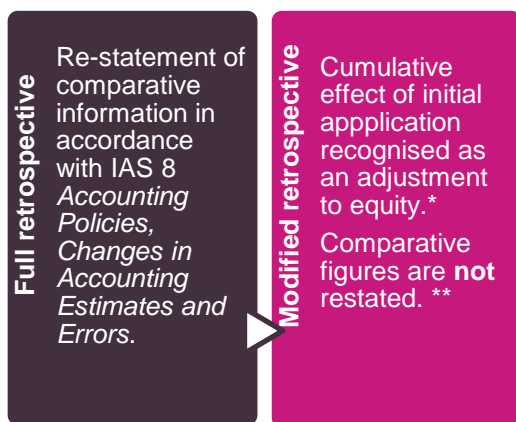 Full retrospective
Re-statement of
comparative
information in
accordance
with IAS 8
Accounting
Policies,
Changes in
Accounting
Estimates and
Errors.
Modified retrospective
Cumulative
effect of initial
appplication
recognised as
an adjustment
to equity.*
Comparative
figures are not
restated. **